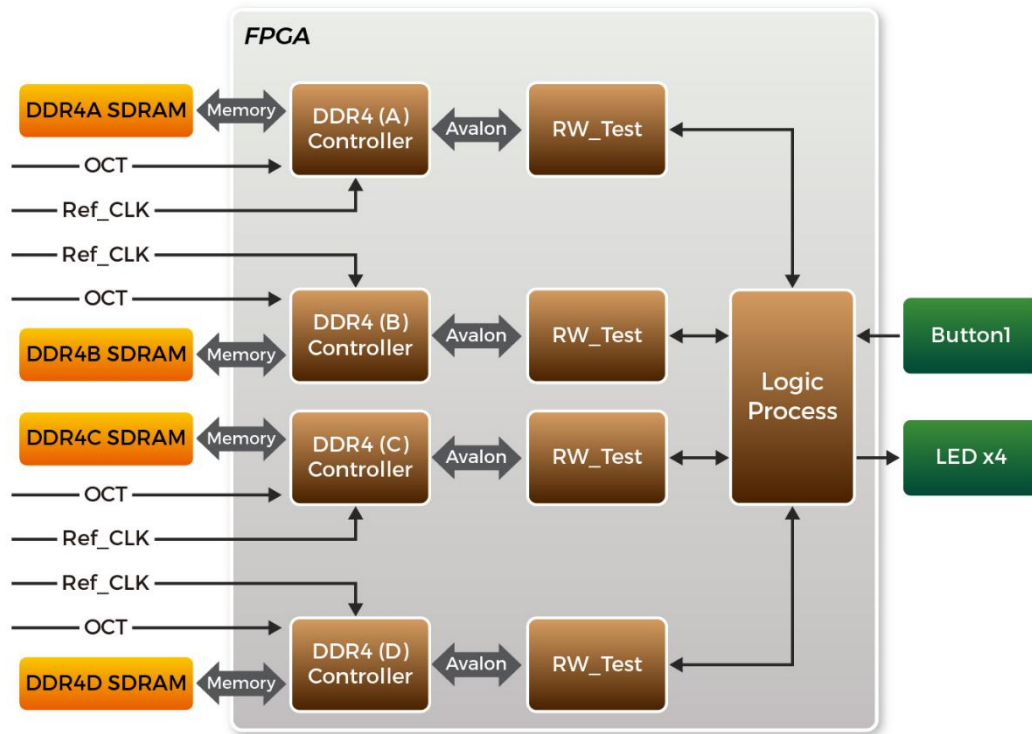 FPGA
DDR4A SDRAM
Memory
DDR4 (A)
Controller
Avalon
RW_Test
OCT
Ref_CLK
Ref_CLK
OCT
DDR4 (B)
Controller
Avalon
RW_Test
DDR4B SDRAM
Memory
Logic
Process
Button1
DDR4C SDRAM
Memory
DDR4 (C)
Controller
Avalon
RW_Test
LED x4
OCT
Ref_CLK
Ref_CLK
OCT
DDR4 (D)
Controller
Avalon
RW_Test
DDR4D SDRAM
Memory